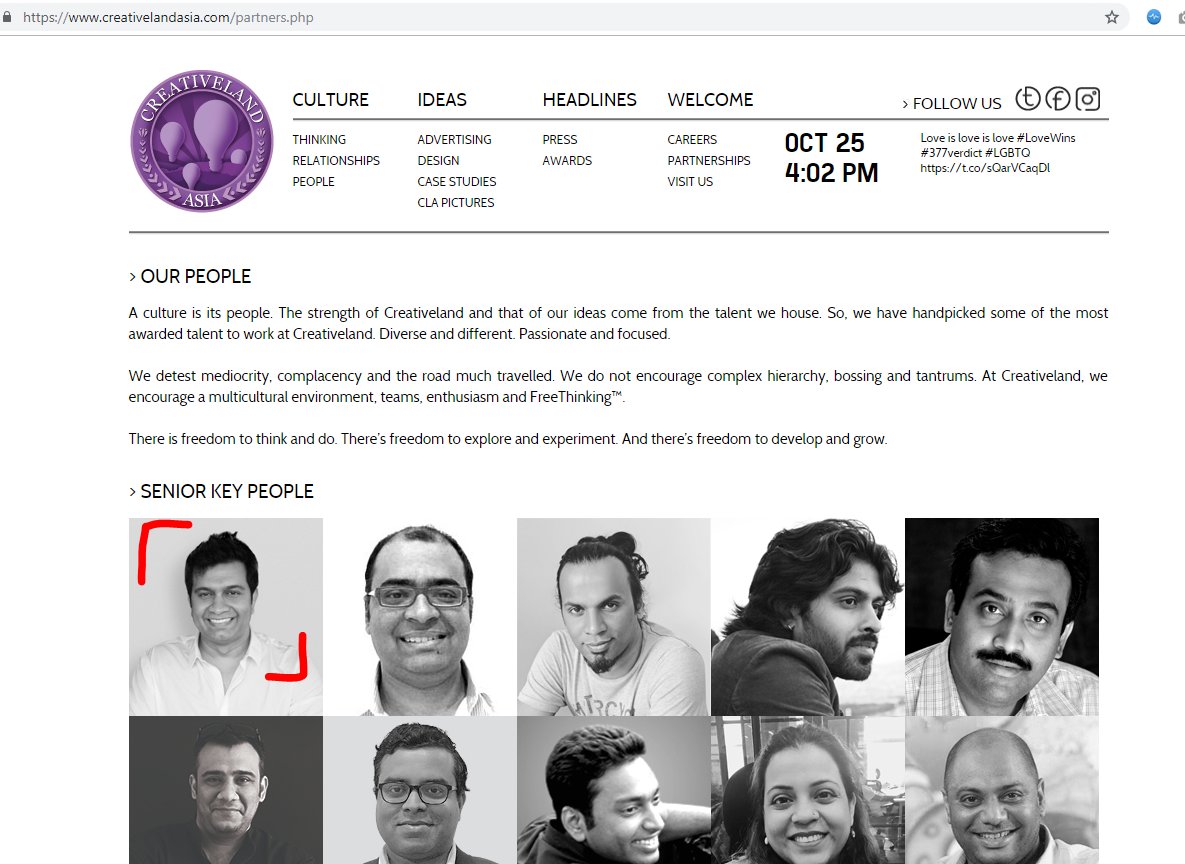 https://www.creativelandasia.com/partners.php
CREATIVELAND
ASIA
CULTURE
THINKING
RELATIONSHIPS
PEOPLE
IDEAS
ADVERTISING
DESIGN
CASE STUDIES
CLA PICTURES
HEADLINES
PRESS
AWARDS
WELCOME
CAREERS
PARTNERSHIPS
VISIT US
OCT 25
4:02 PM
> FOLLOW US
Love is love is love #LoveWins
#377verdict #LGBTQ
https://t.co/sQarVCaqDl
> OUR PEOPLE
A culture is its people. The strength of Creativeland and that of our ideas come from the talent we house. So, we have handpicked some of the most
awarded talent to work at Creativeland. Diverse and different. Passionate and focused.
We detest mediocrity, complacency and the road much travelled. We do not encourage complex hierarchy, bossing and tantrums. At Creativeland, we
encourage a multicultural environment, teams, enthusiasm and FreeThinking™.
There is freedom to think and do. There's freedom to explore and experiment. And there's freedom to develop and grow.
> SENIOR KEY PEOPLE